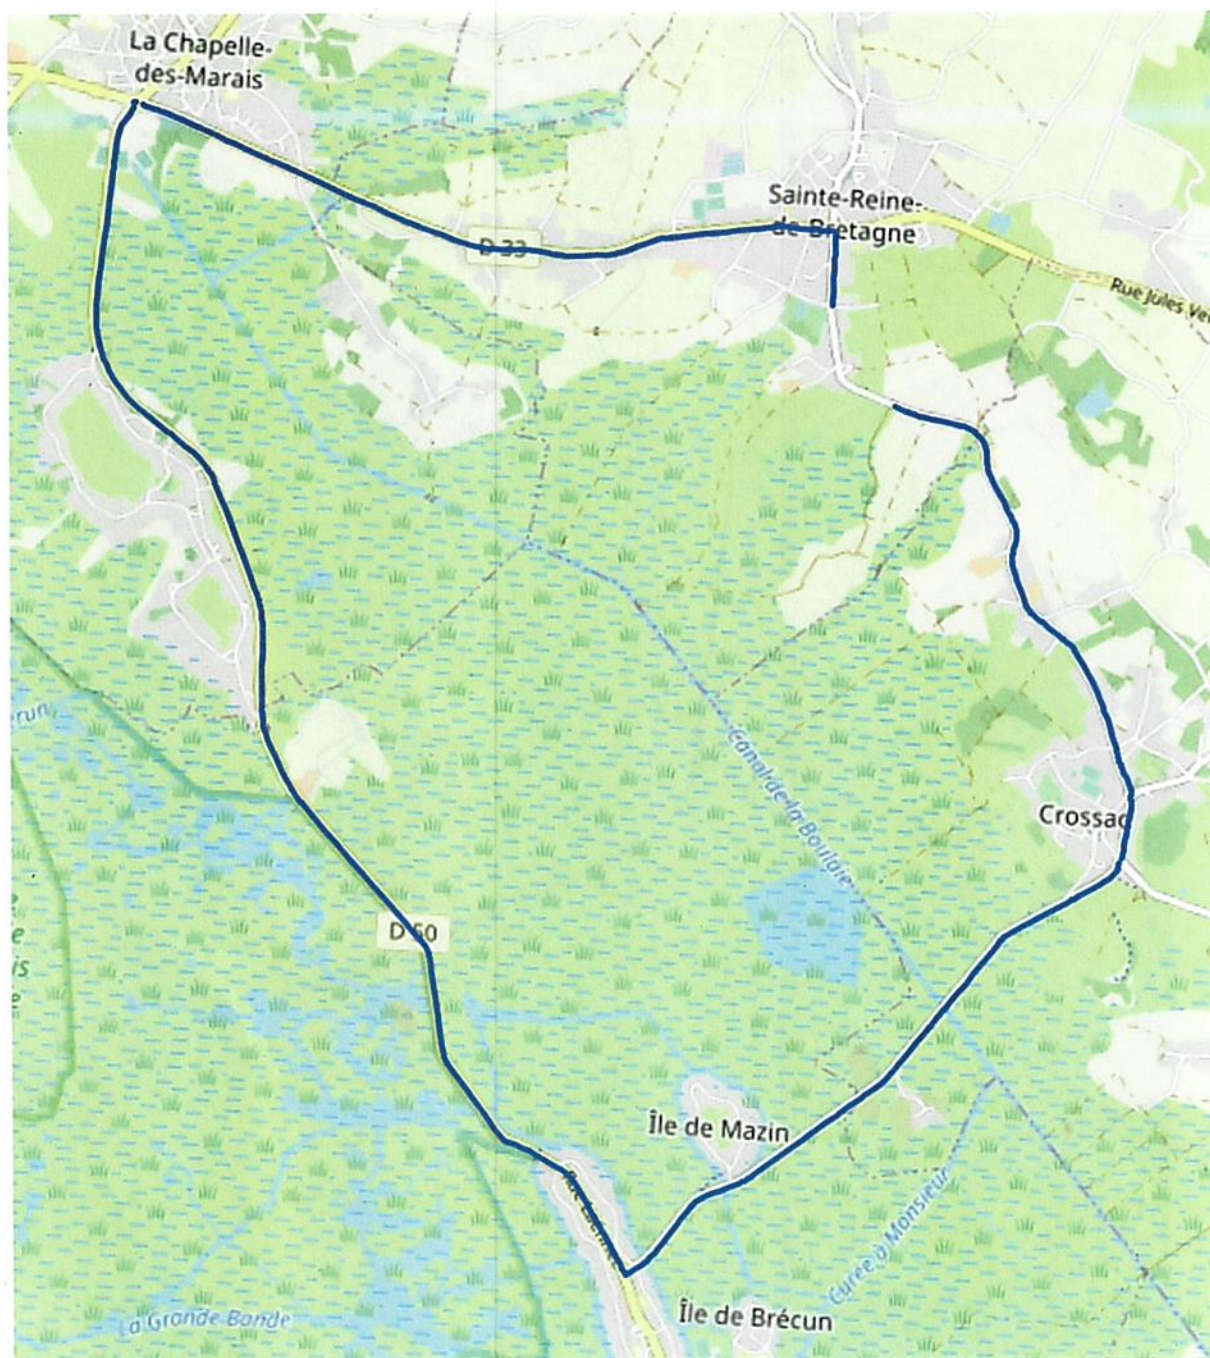 La Chapelle-
des-Marais
Sainte-Reine-
de-Bretagne
D 33
Rue Jules Ve
Canal de la Boulaie
Crossac
D 50
Île de Mazin
Curée à Monsieur
Île de Brécun
La Grande Bande